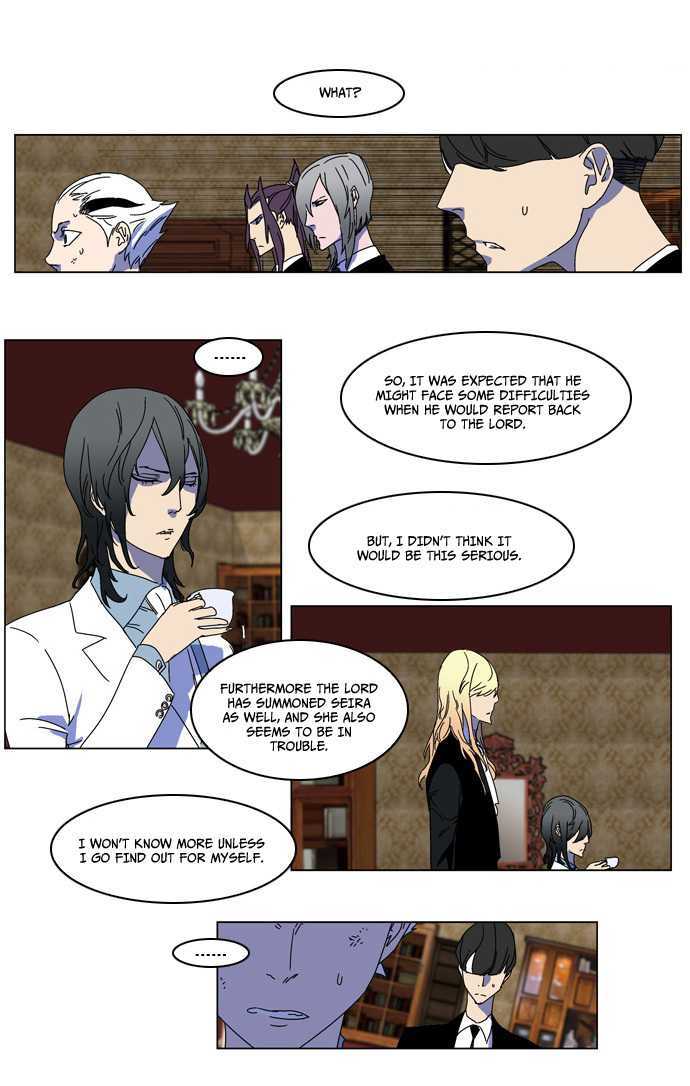 WHAT?
......
SO, IT WAS EXPECTED THAT HE
MIGHT FACE SOME DIFFICULTIES
WHEN HE WOULD REPORT BACK
TO THE LORD.
BUT, I DIDN'T THINK IT
WOULD BE THIS SERIOUS.
FURTHERMORE THE LORD
HAS SUMMONED SEIRA
AS WELL, AND SHE ALSO
SEEMS TO BE IN
TROUBLE.
I WON'T KNOW MORE UNLESS
I GO FIND OUT FOR MYSELF.
......